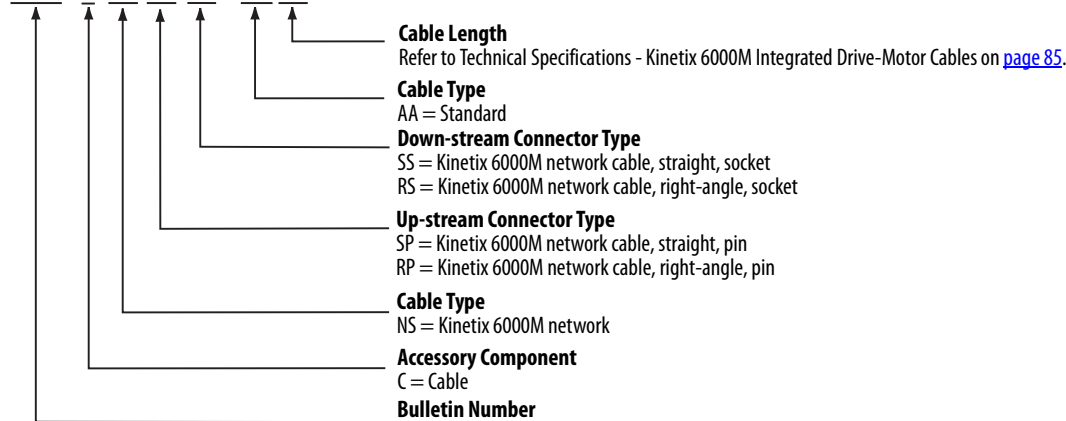 Cable Length
Refer to Technical Specifications - Kinetix 6000M Integrated Drive-Motor Cables on page 85.
Cable Type
AA = Standard
Down-stream Connector Type
SS = Kinetix 6000M network cable, straight, socket
RS = Kinetix 6000M network cable, right-angle, socket
Up-stream Connector Type
SP = Kinetix 6000M network cable, straight, pin
RP = Kinetix 6000M network cable, right-angle, pin
Cable Type
NS = Kinetix 6000M network
Accessory Component
C = Cable
Bulletin Number